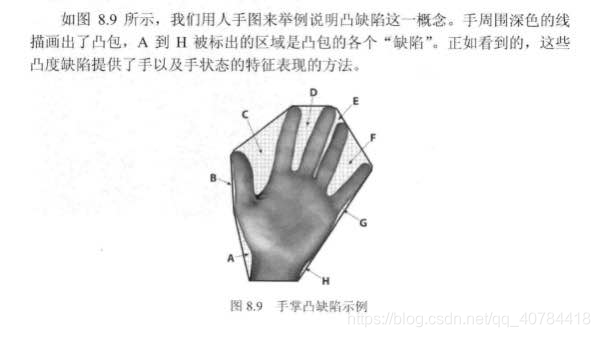 如图 8.9 所示，我们用人手图来举例说明凸缺陷这一概念。手周围深色的线
描画出了凸包，A 到 H 被标出的区域是凸包的各个“缺陷”。正如看到的，这些
凸度缺陷提供了手以及手状态的特征表现的方法。
D
E
C
F
B
G
A
H
图 8.9 手掌凸缺陷示例
https://blog.csdn.net/qq_40784418